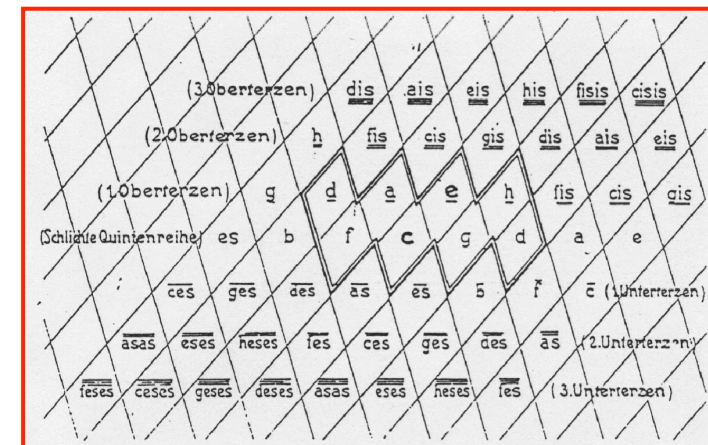 (3.Oberterzen) dis ais eis his fisis cisis
(2.Oberterzen) h fis cis gis dis ais eis
(1.Oberterzen) g d a e h fis cis gis
(Schlichte Quintenreihe) es b f c g d a e
ces ges des as es b f c (1.Unterterzen)
asas eses heses fes ces ges des as (2.Unterterzen)
feses ceses geses deses asas eses heses fes (3.Unterterzen)